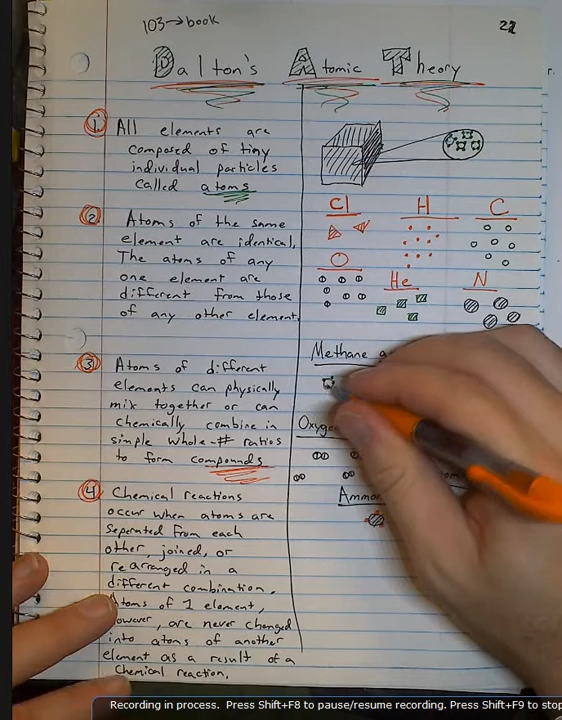 103→book
22
Dalton's Atomic Theory
1 All elements are
composed of tiny
individual particles
called atoms
2 Atoms of the same
element are identical.
The atoms of any
one element are
different from those
of any other element.
3 Atoms of different
elements can physically
mix together or can
chemically combine in
simple whole-# ratios
to form compounds
4 Chemical reactions
occur when atoms are
separated from each
other, joined, or
rearranged in a
different combination.
Atoms of 1 element,
however, are never changed
into atoms of another
element as a result of a
chemical reaction.
Cl H C
O He N
Methane
Recording in process. Press Shift+F8 to pause/resume recording. Press Shift+F9 to stop